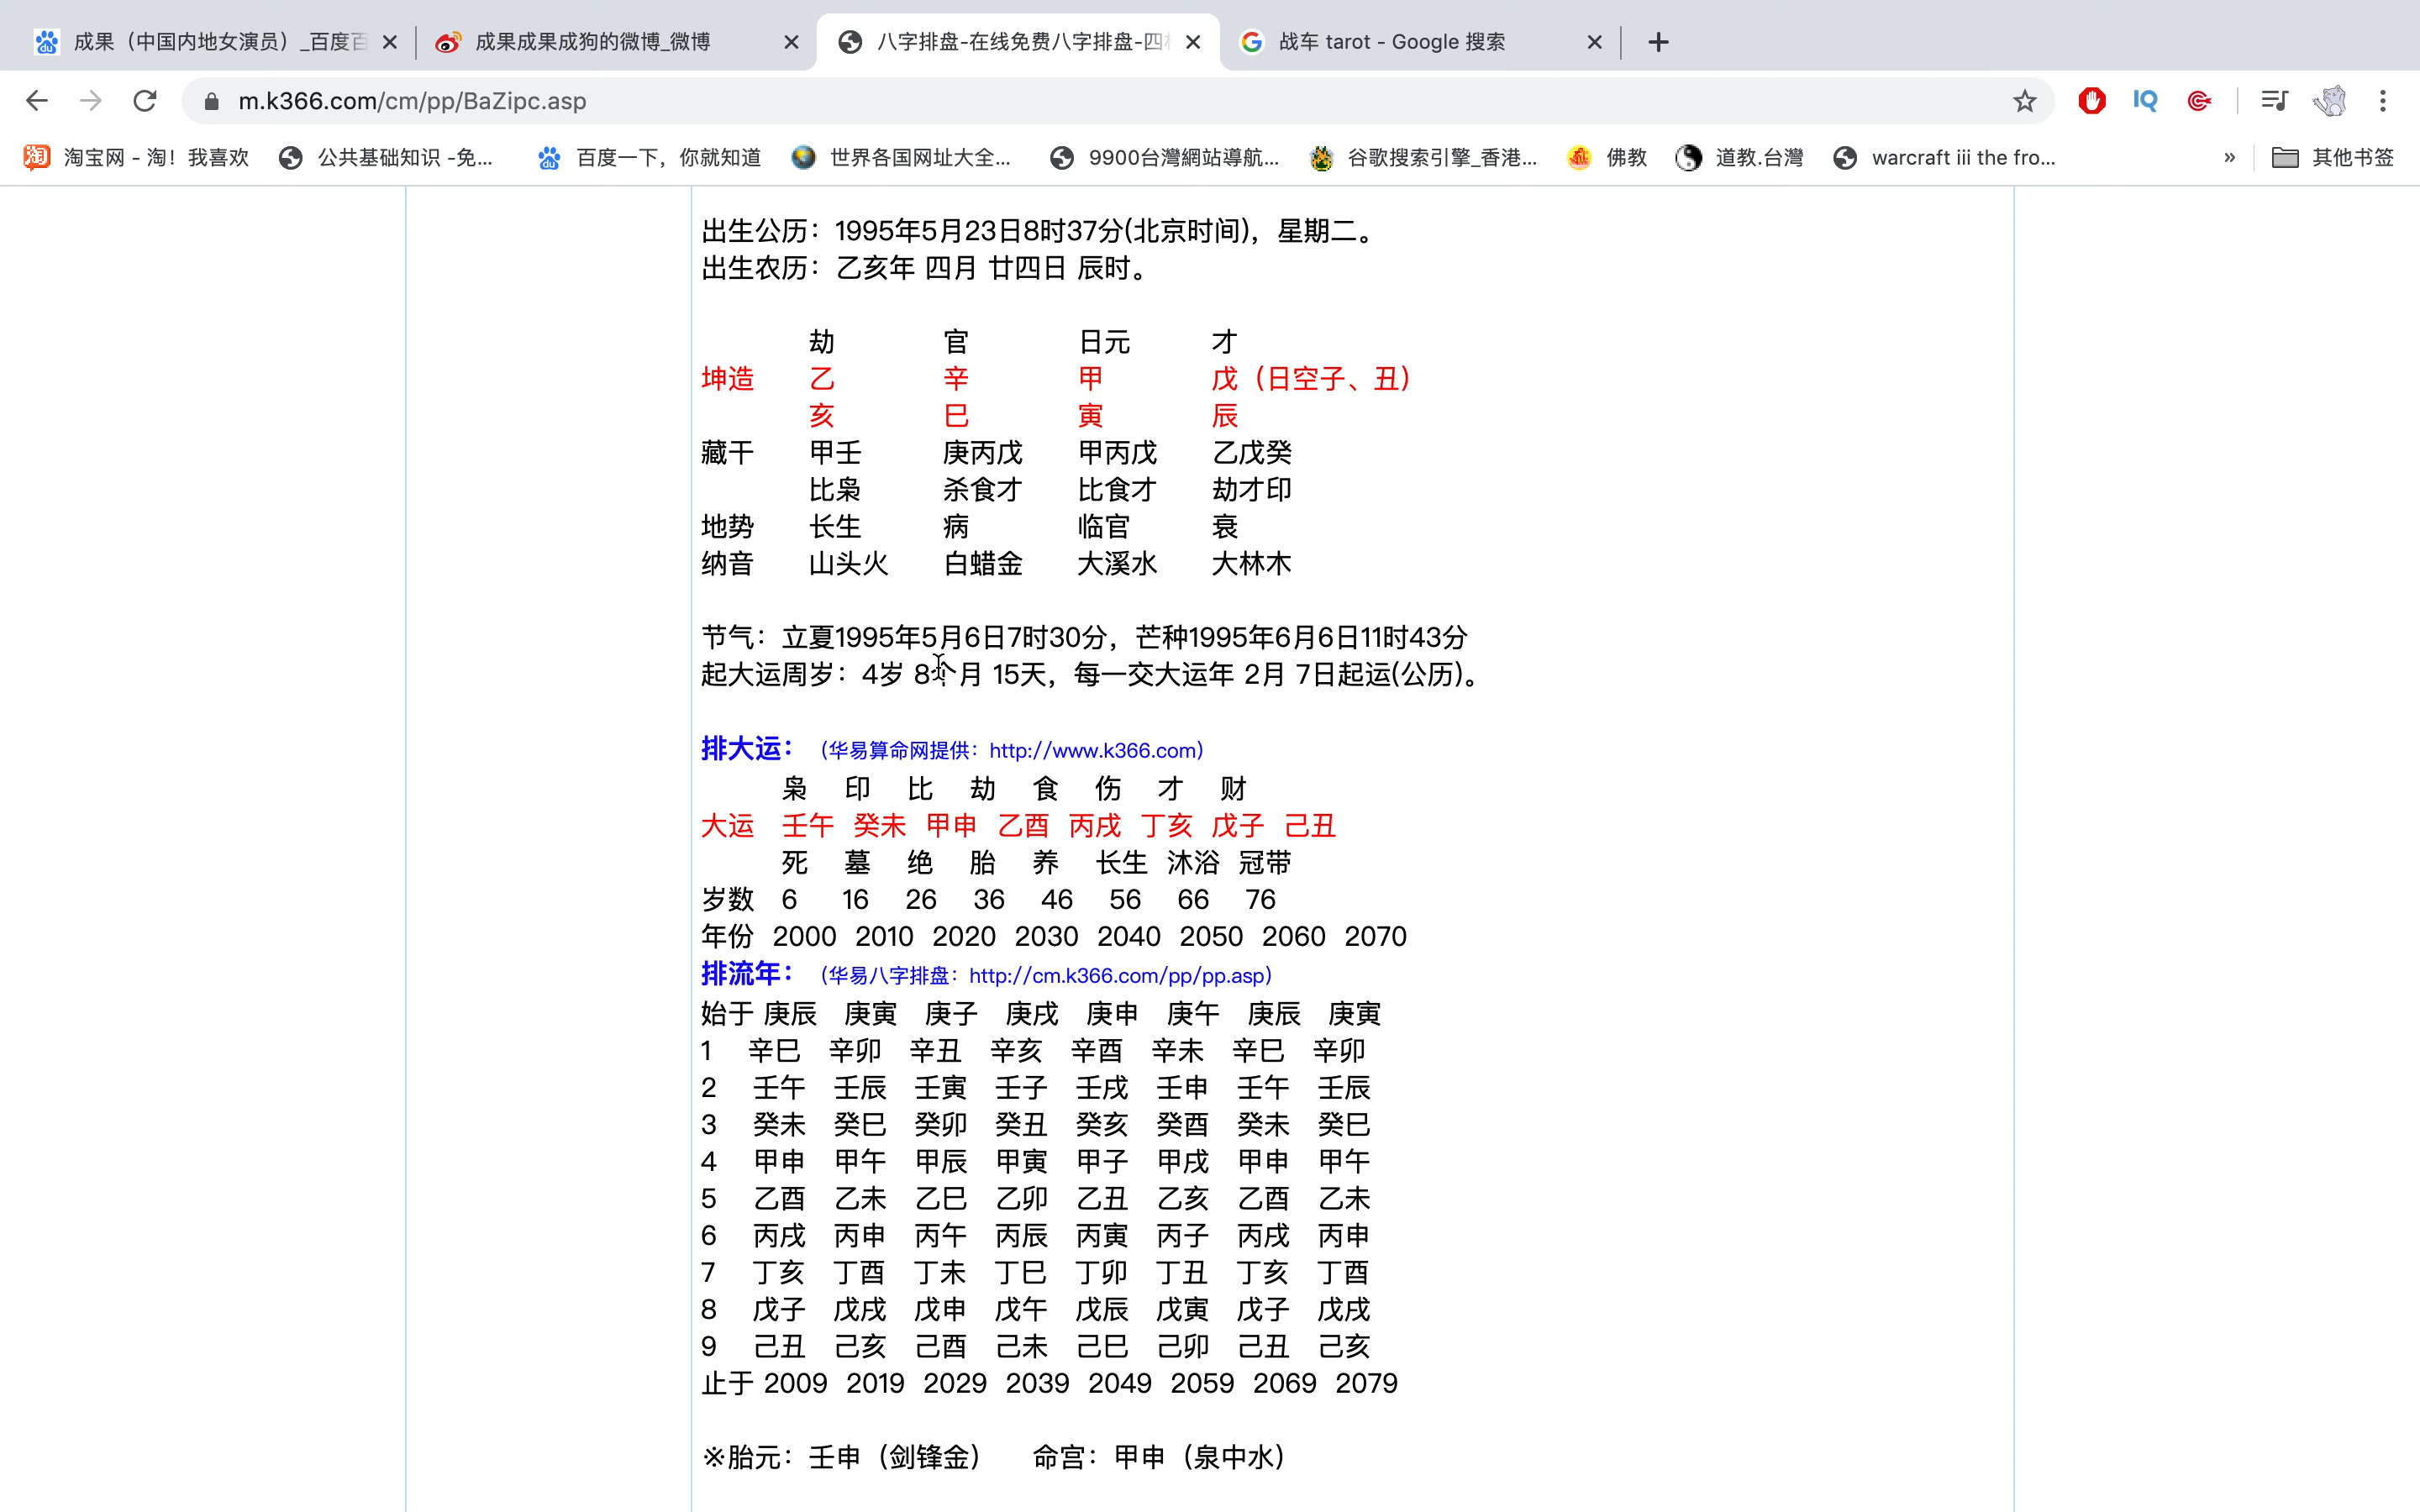 成果（中国内地女演员）_百度百
成果成果成狗的微博_微博
八字排盘-在线免费八字排盘-四
战车 tarot - Google 搜索
m.k366.com/cm/pp/BaZipc.asp
淘宝网 - 淘！我喜欢
公共基础知识 -免...
百度一下，你就知道
世界各国网址大全...
9900台灣網站導航...
谷歌搜索引擎_香港...
佛教
道教.台灣
warcraft iii the fro...
»
其他书签
出生公历：1995年5月23日8时37分(北京时间)，星期二。
出生农历：乙亥年 四月 廿四日 辰时。
劫 官 日元 才
坤造 乙 辛 甲 戊（日空子、丑）
亥 巳 寅 辰
藏干 甲壬 庚丙戊 甲丙戊 乙戊癸
比枭 杀食才 比食才 劫才印
地势 长生 病 临官 衰
纳音 山头火 白蜡金 大溪水 大林木
节气：立夏1995年5月6日7时30分，芒种1995年6月6日11时43分
起大运周岁：4岁 8个月 15天，每一交大运年 2月 7日起运(公历)。
排大运：（华易算命网提供：http://www.k366.com）
枭 印 比 劫 食 伤 才 财
大运 壬午 癸未 甲申 乙酉 丙戌 丁亥 戊子 己丑
死 墓 绝 胎 养 长生 沐浴 冠带
岁数 6 16 26 36 46 56 66 76
年份 2000 2010 2020 2030 2040 2050 2060 2070
排流年：（华易八字排盘：http://cm.k366.com/pp/pp.asp）
始于 庚辰 庚寅 庚子 庚戌 庚申 庚午 庚辰 庚寅
1 辛巳 辛卯 辛丑 辛亥 辛酉 辛未 辛巳 辛卯
2 壬午 壬辰 壬寅 壬子 壬戌 壬申 壬午 壬辰
3 癸未 癸巳 癸卯 癸丑 癸亥 癸酉 癸未 癸巳
4 甲申 甲午 甲辰 甲寅 甲子 甲戌 甲申 甲午
5 乙酉 乙未 乙巳 乙卯 乙丑 乙亥 乙酉 乙未
6 丙戌 丙申 丙午 丙辰 丙寅 丙子 丙戌 丙申
7 丁亥 丁酉 丁未 丁巳 丁卯 丁丑 丁亥 丁酉
8 戊子 戊戌 戊申 戊午 戊辰 戊寅 戊子 戊戌
9 己丑 己亥 己酉 己未 己巳 己卯 己丑 己亥
止于 2009 2019 2029 2039 2049 2059 2069 2079
※胎元：壬申（剑锋金） 命宫：甲申（泉中水）